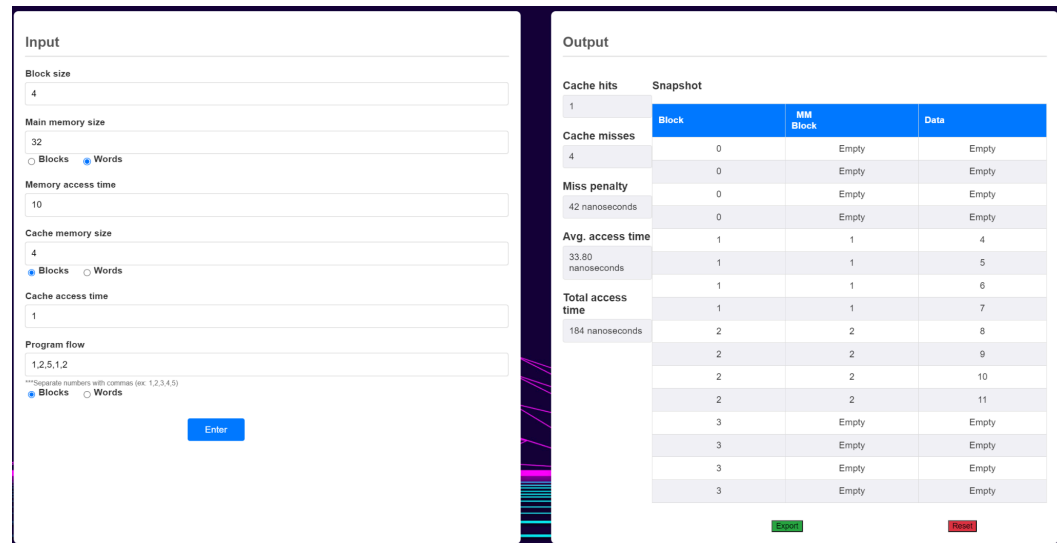 Input
Block size
4
Main memory size
32
Blocks Words
Memory access time
10
Cache memory size
4
Blocks Words
Cache access time
1
Program flow
1,2,5,1,2
***Separate numbers with commas (ex: 1,2,3,4,5)
Blocks Words
Enter
Output
Cache hits
1
Cache misses
4
Miss penalty
42 nanoseconds
Avg. access time
33.80
nanoseconds
Total access
time
184 nanoseconds
Snapshot
Block MM Block Data
0 Empty Empty
0 Empty Empty
0 Empty Empty
0 Empty Empty
1 1 4
1 1 5
1 1 6
1 1 7
2 2 8
2 2 9
2 2 10
2 2 11
3 Empty Empty
3 Empty Empty
3 Empty Empty
3 Empty Empty
Export Reset